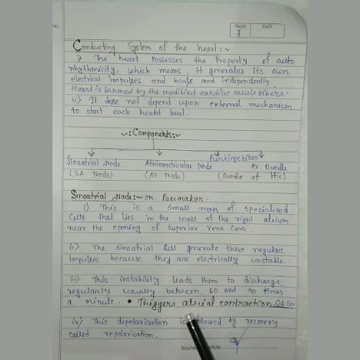 Conducting System of the heart :-
i) The heart possesses the Property of auto
rhythmicity, which means, it generates its own
electrical impulses and beats and independently.
Heart is formed by the modified cardiac muscle fibers
ii) It does not depend upon external mechanism
to start each heart beat.
Components:-
Purkinge fibres
Sinoatrial Node Atrioventricular Node AV Bundle
(SA Node) (AV Node) (Bundle of His)
Sinoatrial Node:- or Pacemaker
i) This is a small mass of specialized
cells that lies in the wall of the right atrium
near the opening of Superior Vena Cava
ii) The Sinoatrial Cell generate these regular
impulses because they are electrically unstable.
iii) This instability leads them to discharge
regularly usually between 60 and 80 times
a minute. • Triggers atrial contraction
iv) This depolarisation is followed by recovery
called repolarisation.